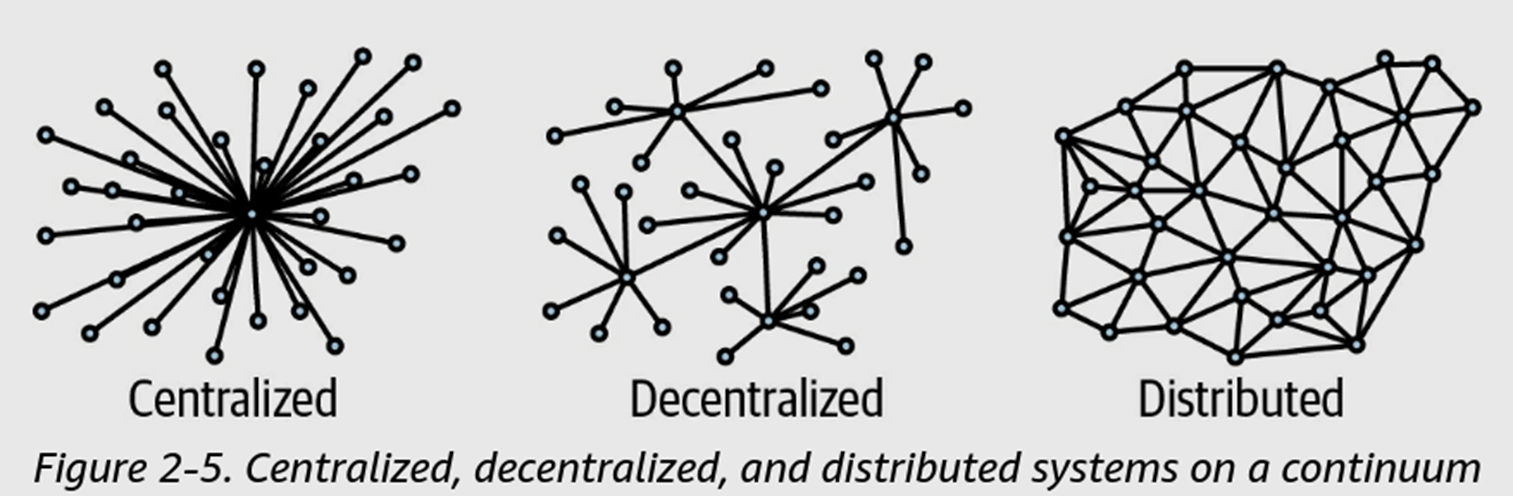 Centralized
Decentralized
Distributed
Figure 2-5. Centralized, decentralized, and distributed systems on a continuum